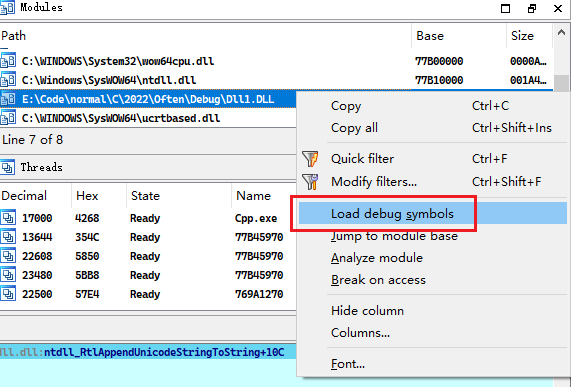 Modules
Path Base Size
C:\WINDOWS\System32\wow64cpu.dll 77B00000 0000A…
C:\Windows\SysWOW64\ntdll.dll 77B10000 001A4…
E:\Code\normal\C\2022\Often\Debug\Dll1.DLL
C:\WINDOWS\SysWOW64\ucrtbased.dll
Line 7 of 8
Threads
Decimal Hex State Name
17000 4268 Ready Cpp.exe
13644 354C Ready 77B45970
22608 5850 Ready 77B45970
23480 5BB8 Ready 77B45970
22500 57E4 Ready 769A1270
ll.dll:ntdll_RtlAppendUnicodeStringToString+10C
Copy Ctrl+C
Copy all Ctrl+Shift+Ins
Quick filter Ctrl+F
Modify filters... Ctrl+Shift+F
Load debug symbols
Jump to module base
Analyze module
Break on access
Hide column
Columns...
Font...